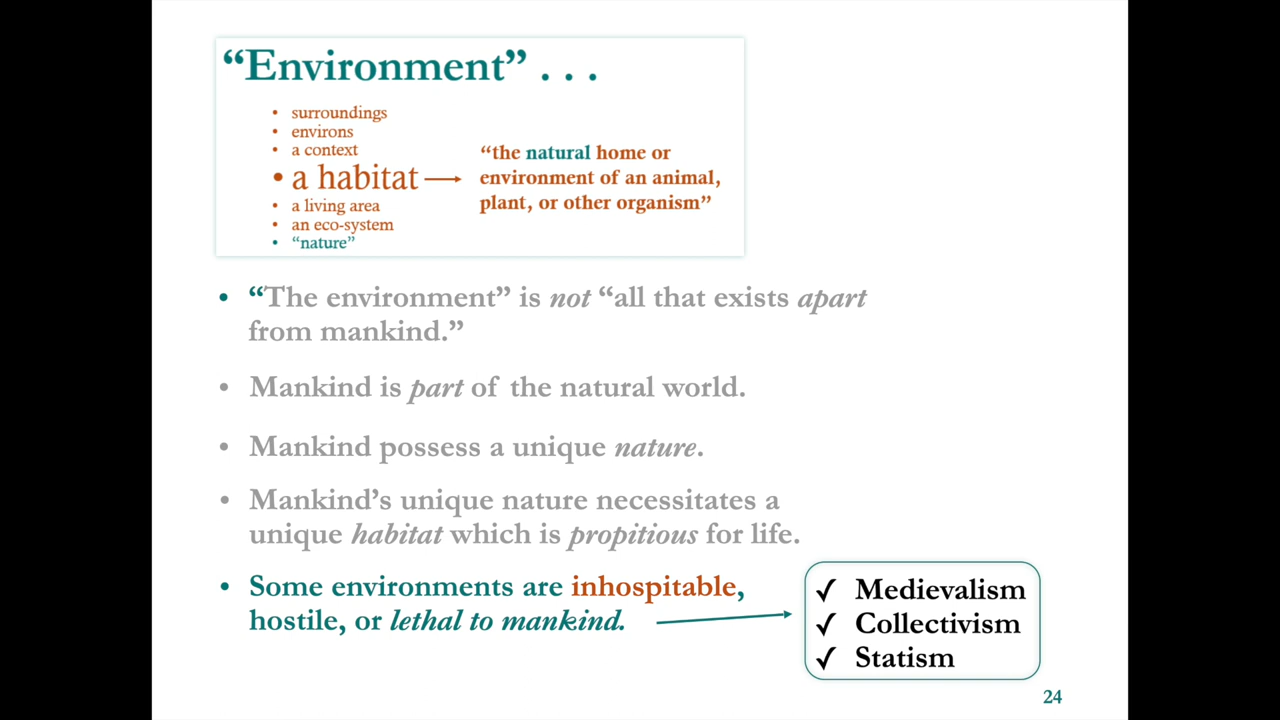 “Environment” . . .
• surroundings
• environs
• a context
• a habitat
• a living area
• an eco-system
• “nature”
“the natural home or
environment of an animal,
plant, or other organism”
• “The environment” is not “all that exists apart
from mankind.”
• Mankind is part of the natural world.
• Mankind possess a unique nature.
• Mankind’s unique nature necessitates a
unique habitat which is propitious for life.
• Some environments are inhospitable,
hostile, or lethal to mankind.
✓ Medievalism
✓ Collectivism
✓ Statism
24